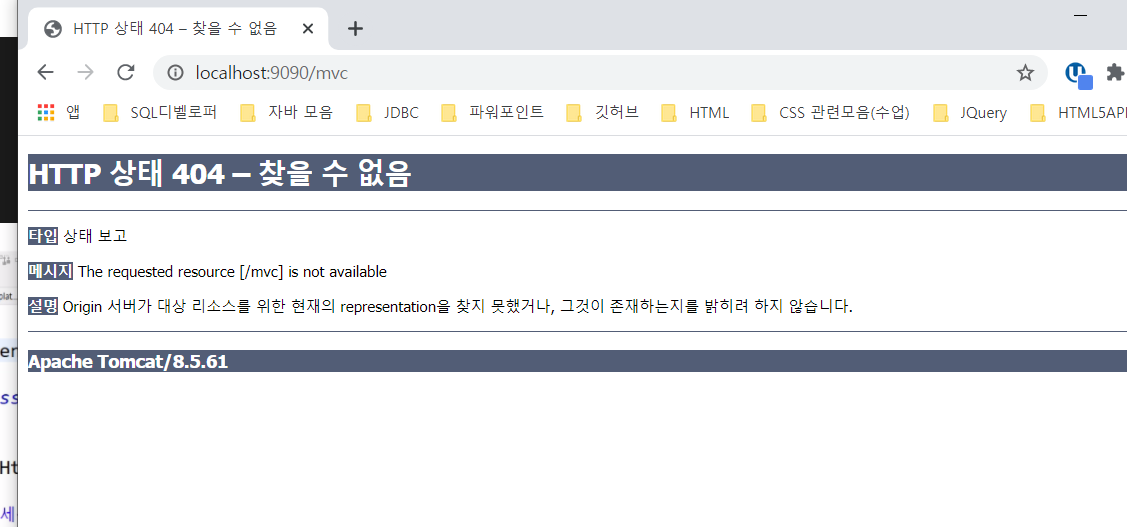 HTTP 상태 404 – 찾을 수 없음
localhost:9090/mvc
앱 SQL디벨로퍼 자바 모음 JDBC 파워포인트 깃허브 HTML CSS 관련모음(수업) JQuery HTML5API
HTTP 상태 404 – 찾을 수 없음
타입 상태 보고
메시지 The requested resource [/mvc] is not available
설명 Origin 서버가 대상 리소스를 위한 현재의 representation을 찾지 못했거나, 그것이 존재하는지를 밝히려 하지 않습니다.
Apache Tomcat/8.5.61